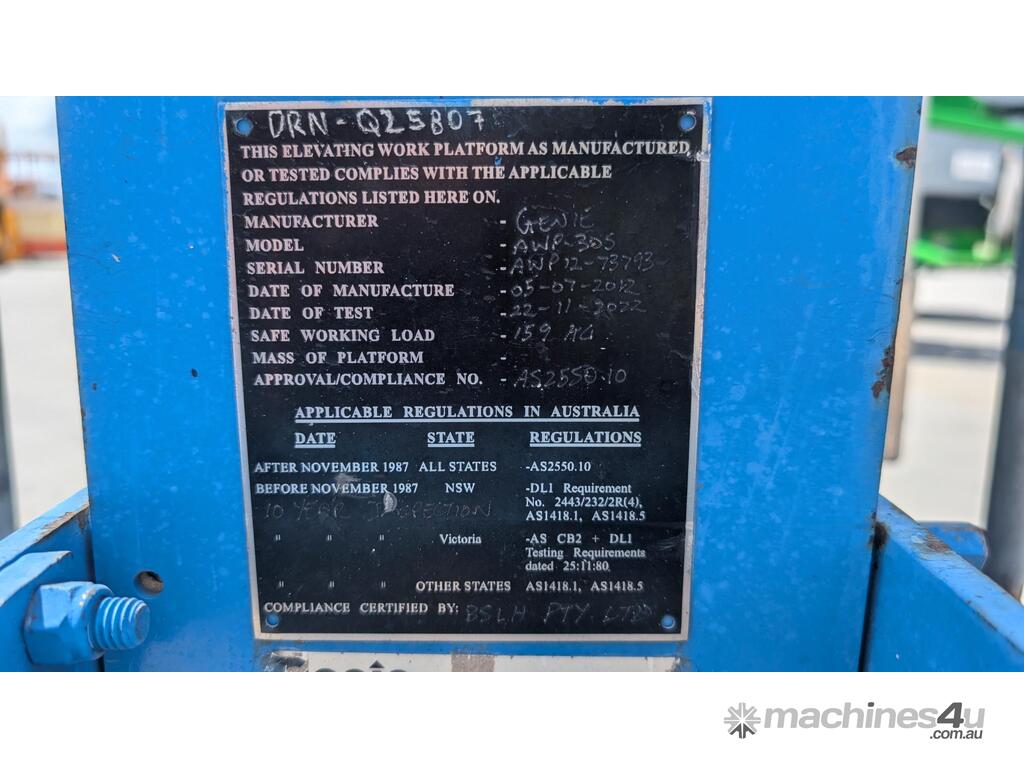 DRN-Q25807
THIS ELEVATING WORK PLATFORM AS MANUFACTURED
OR TESTED COMPLIES WITH THE APPLICABLE
REGULATIONS LISTED HERE ON.
MANUFACTURER - GENIE
MODEL - AWP-30S
SERIAL NUMBER - AWP12-73793
DATE OF MANUFACTURE - 05-07-2012
DATE OF TEST - 22-11-2022
SAFE WORKING LOAD - 159
MASS OF PLATFORM -
APPROVAL/COMPLIANCE NO. - AS2550.10
APPLICABLE REGULATIONS IN AUSTRALIA
DATE STATE REGULATIONS
AFTER NOVEMBER 1987 ALL STATES -AS2550.10
BEFORE NOVEMBER 1987 NSW -DL1 Requirement
10 YEAR INSPECTION No. 2443/232/2R(4),
AS1418.1, AS1418.5
" " " Victoria -AS CB2 + DL1
Testing Requirements
dated 25:11:80
" " " OTHER STATES AS1418.1, AS1418.5
COMPLIANCE CERTIFIED BY: BSLH PTY LTD
machines4u
.com.au